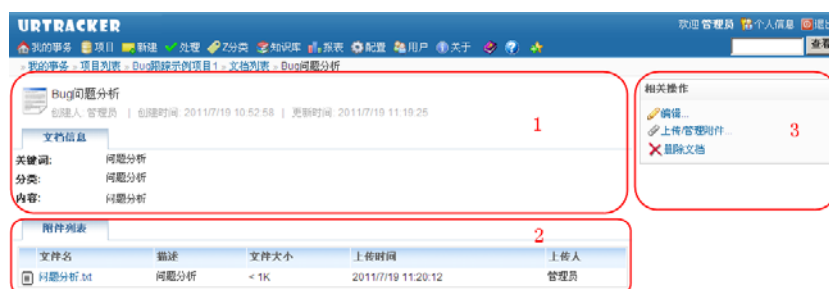 URTRACKER
欢迎 管理员 个人信息
我的事务 项目 新建 处理 分类 知识库 报表 配置 用户 关于
» 我的事务 » 项目列表 » Bug跟踪示例项目1 » 文档列表 » Bug问题分析
Bug问题分析
创建人: 管理员 | 创建时间: 2011/7/19 10:52:58 | 更新时间: 2011/7/19 11:19:25
1
文档信息
关键词: 问题分析
分类: 问题分析
内容: 问题分析
相关操作
编辑...
上传/管理附件...
删除文档
3
附件列表
2
文件名 描述 文件大小 上传时间 上传人
问题分析.txt 问题分析 < 1K 2011/7/19 11:20:12 管理员